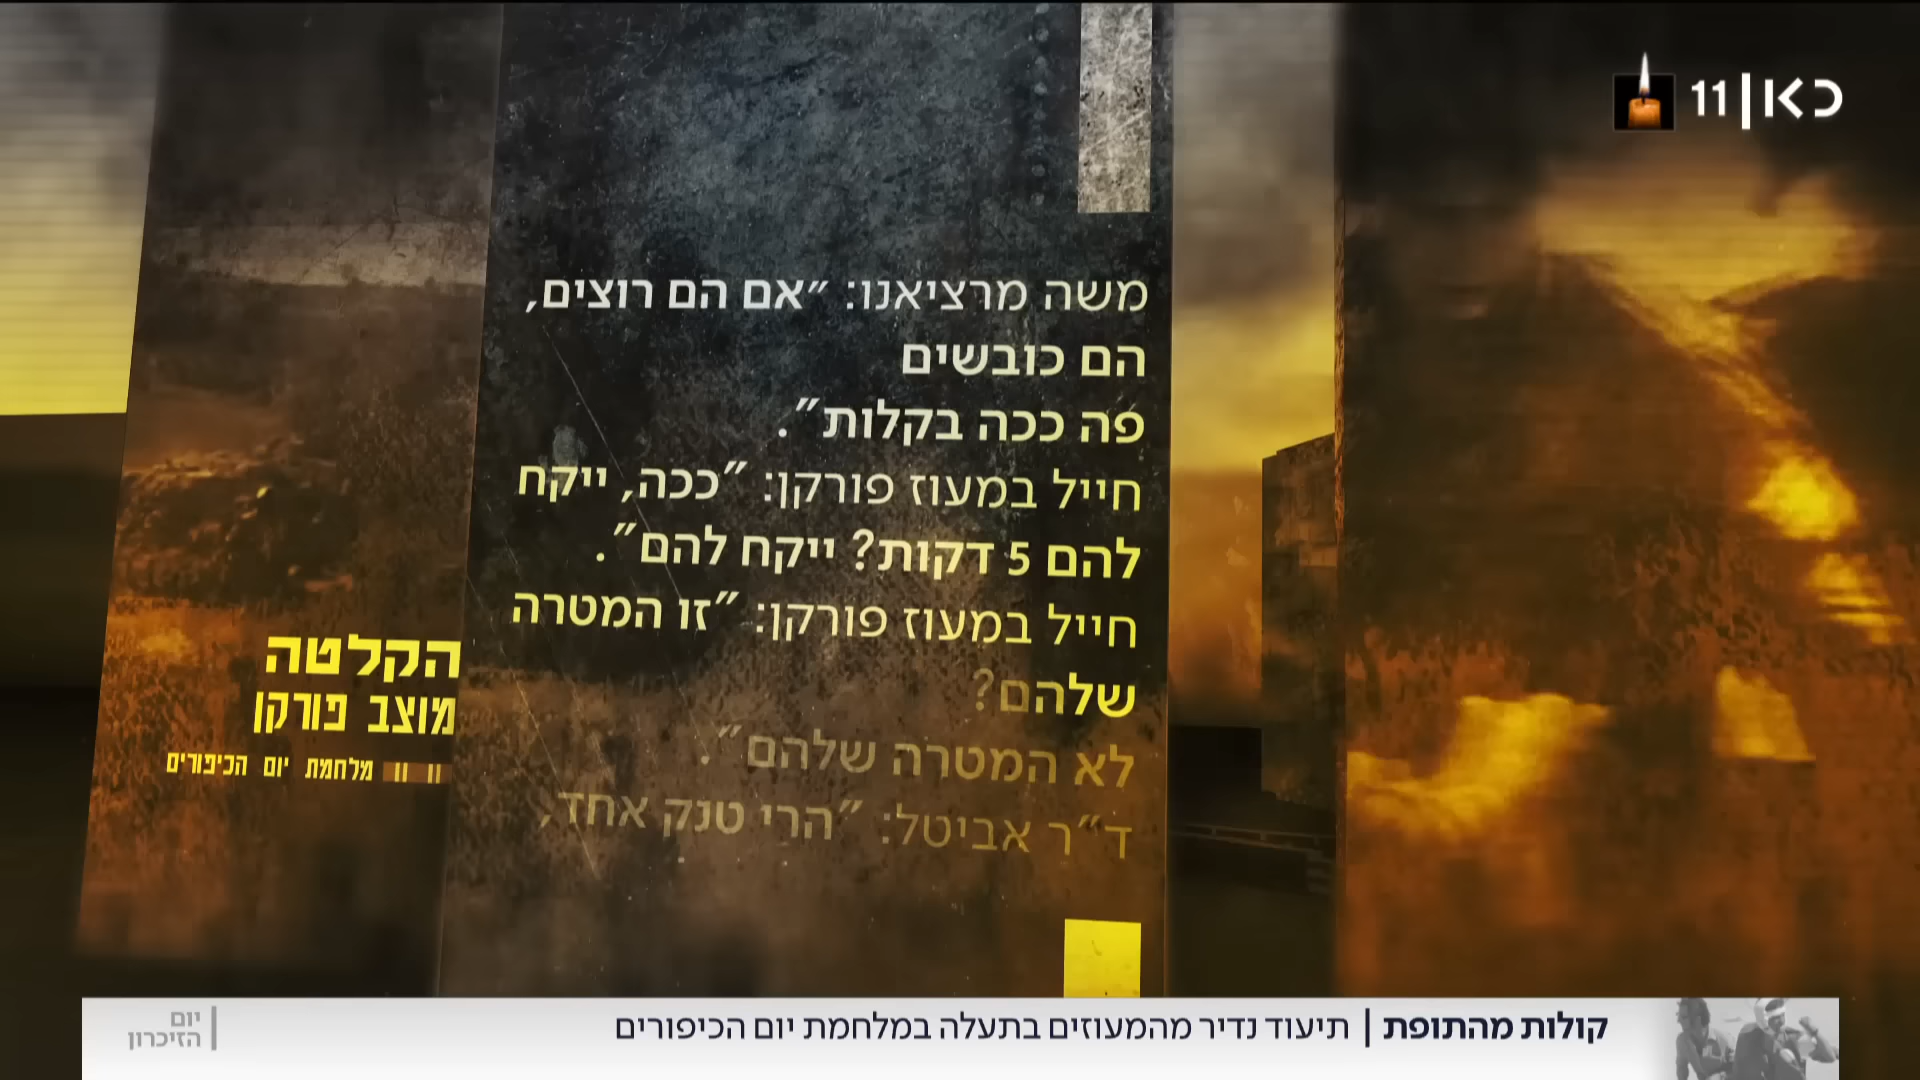 כאן 11
משה מרציאנו: "אם הם רוצים,
הם כובשים
פה ככה בקלות".
חייל במעוז פורקן: "ככה, ייקח
להם 5 דקות? ייקח להם".
חייל במעוז פורקן: "זו המטרה
שלהם?
לא המטרה שלהם".
ד"ר אביטל: "הרי טנק אחד,
הקלטה
מוצב פורקן
מלחמת יום הכיפורים
קולות מהתופת | תיעוד נדיר מהמעוזים בתעלה במלחמת יום הכיפורים
יום
הזיכרון